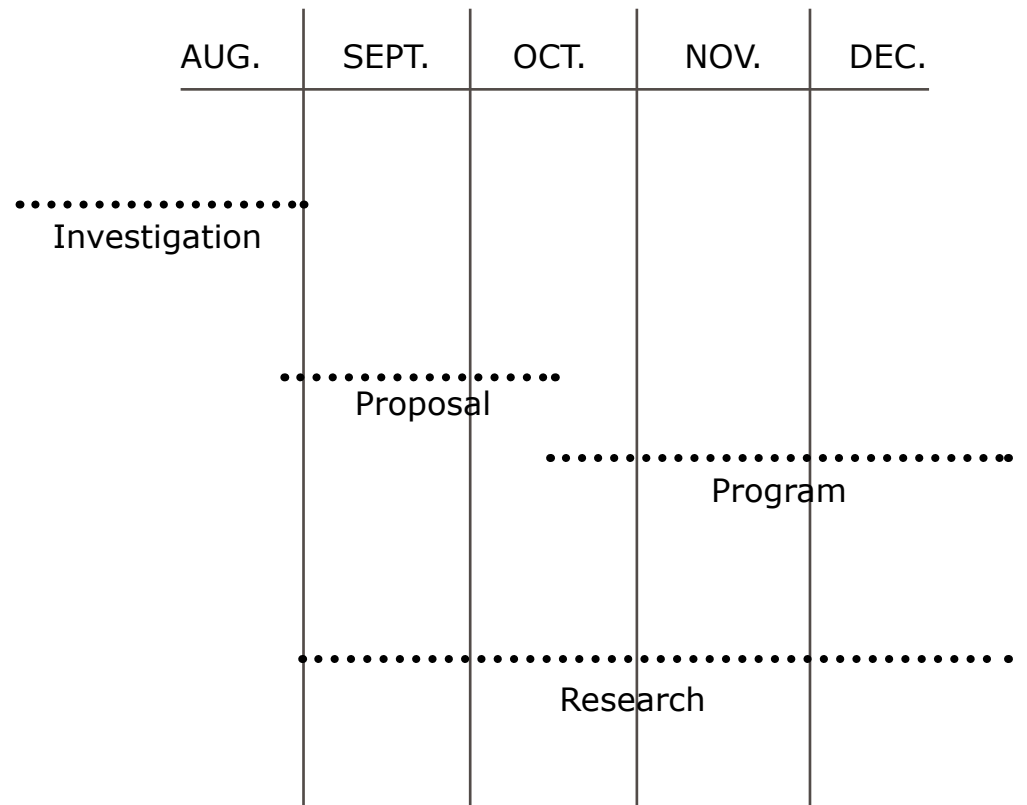 AUG. SEPT. OCT. NOV. DEC.
Investigation
Proposal
Program
Research